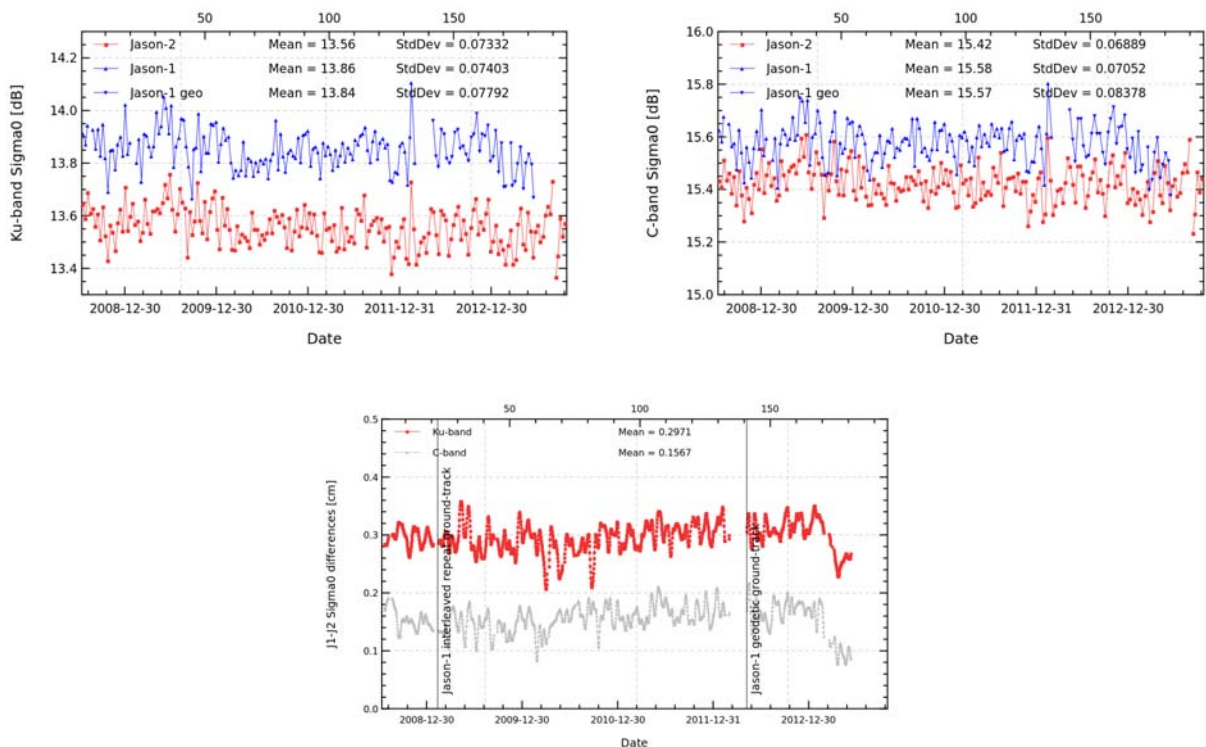 50 100 150
14.2
14.0
13.8
13.6
13.4
Ku-band Sigma0 [dB]
Jason-2 Mean = 13.56 StdDev = 0.07332
Jason-1 Mean = 13.86 StdDev = 0.07403
Jason-1 geo Mean = 13.84 StdDev = 0.07792
2008-12-30 2009-12-30 2010-12-30 2011-12-31 2012-12-30
Date
50 100 150
16.0
15.8
15.6
15.4
15.2
15.0
C-band Sigma0 [dB]
Jason-2 Mean = 15.42 StdDev = 0.06889
Jason-1 Mean = 15.58 StdDev = 0.07052
Jason-1 geo Mean = 15.57 StdDev = 0.08378
2008-12-30 2009-12-30 2010-12-30 2011-12-31 2012-12-30
Date
50 100 150
0.5
0.4
0.3
0.2
0.1
0.0
J1-J2 Sigma0 differences [cm]
Ku-band Mean = 0.2971
C-band Mean = 0.1567
Jason-1 interleaved repeat ground-track
Jason-1 geodetic ground-track
2008-12-30 2009-12-30 2010-12-30 2011-12-31 2012-12-30
Date